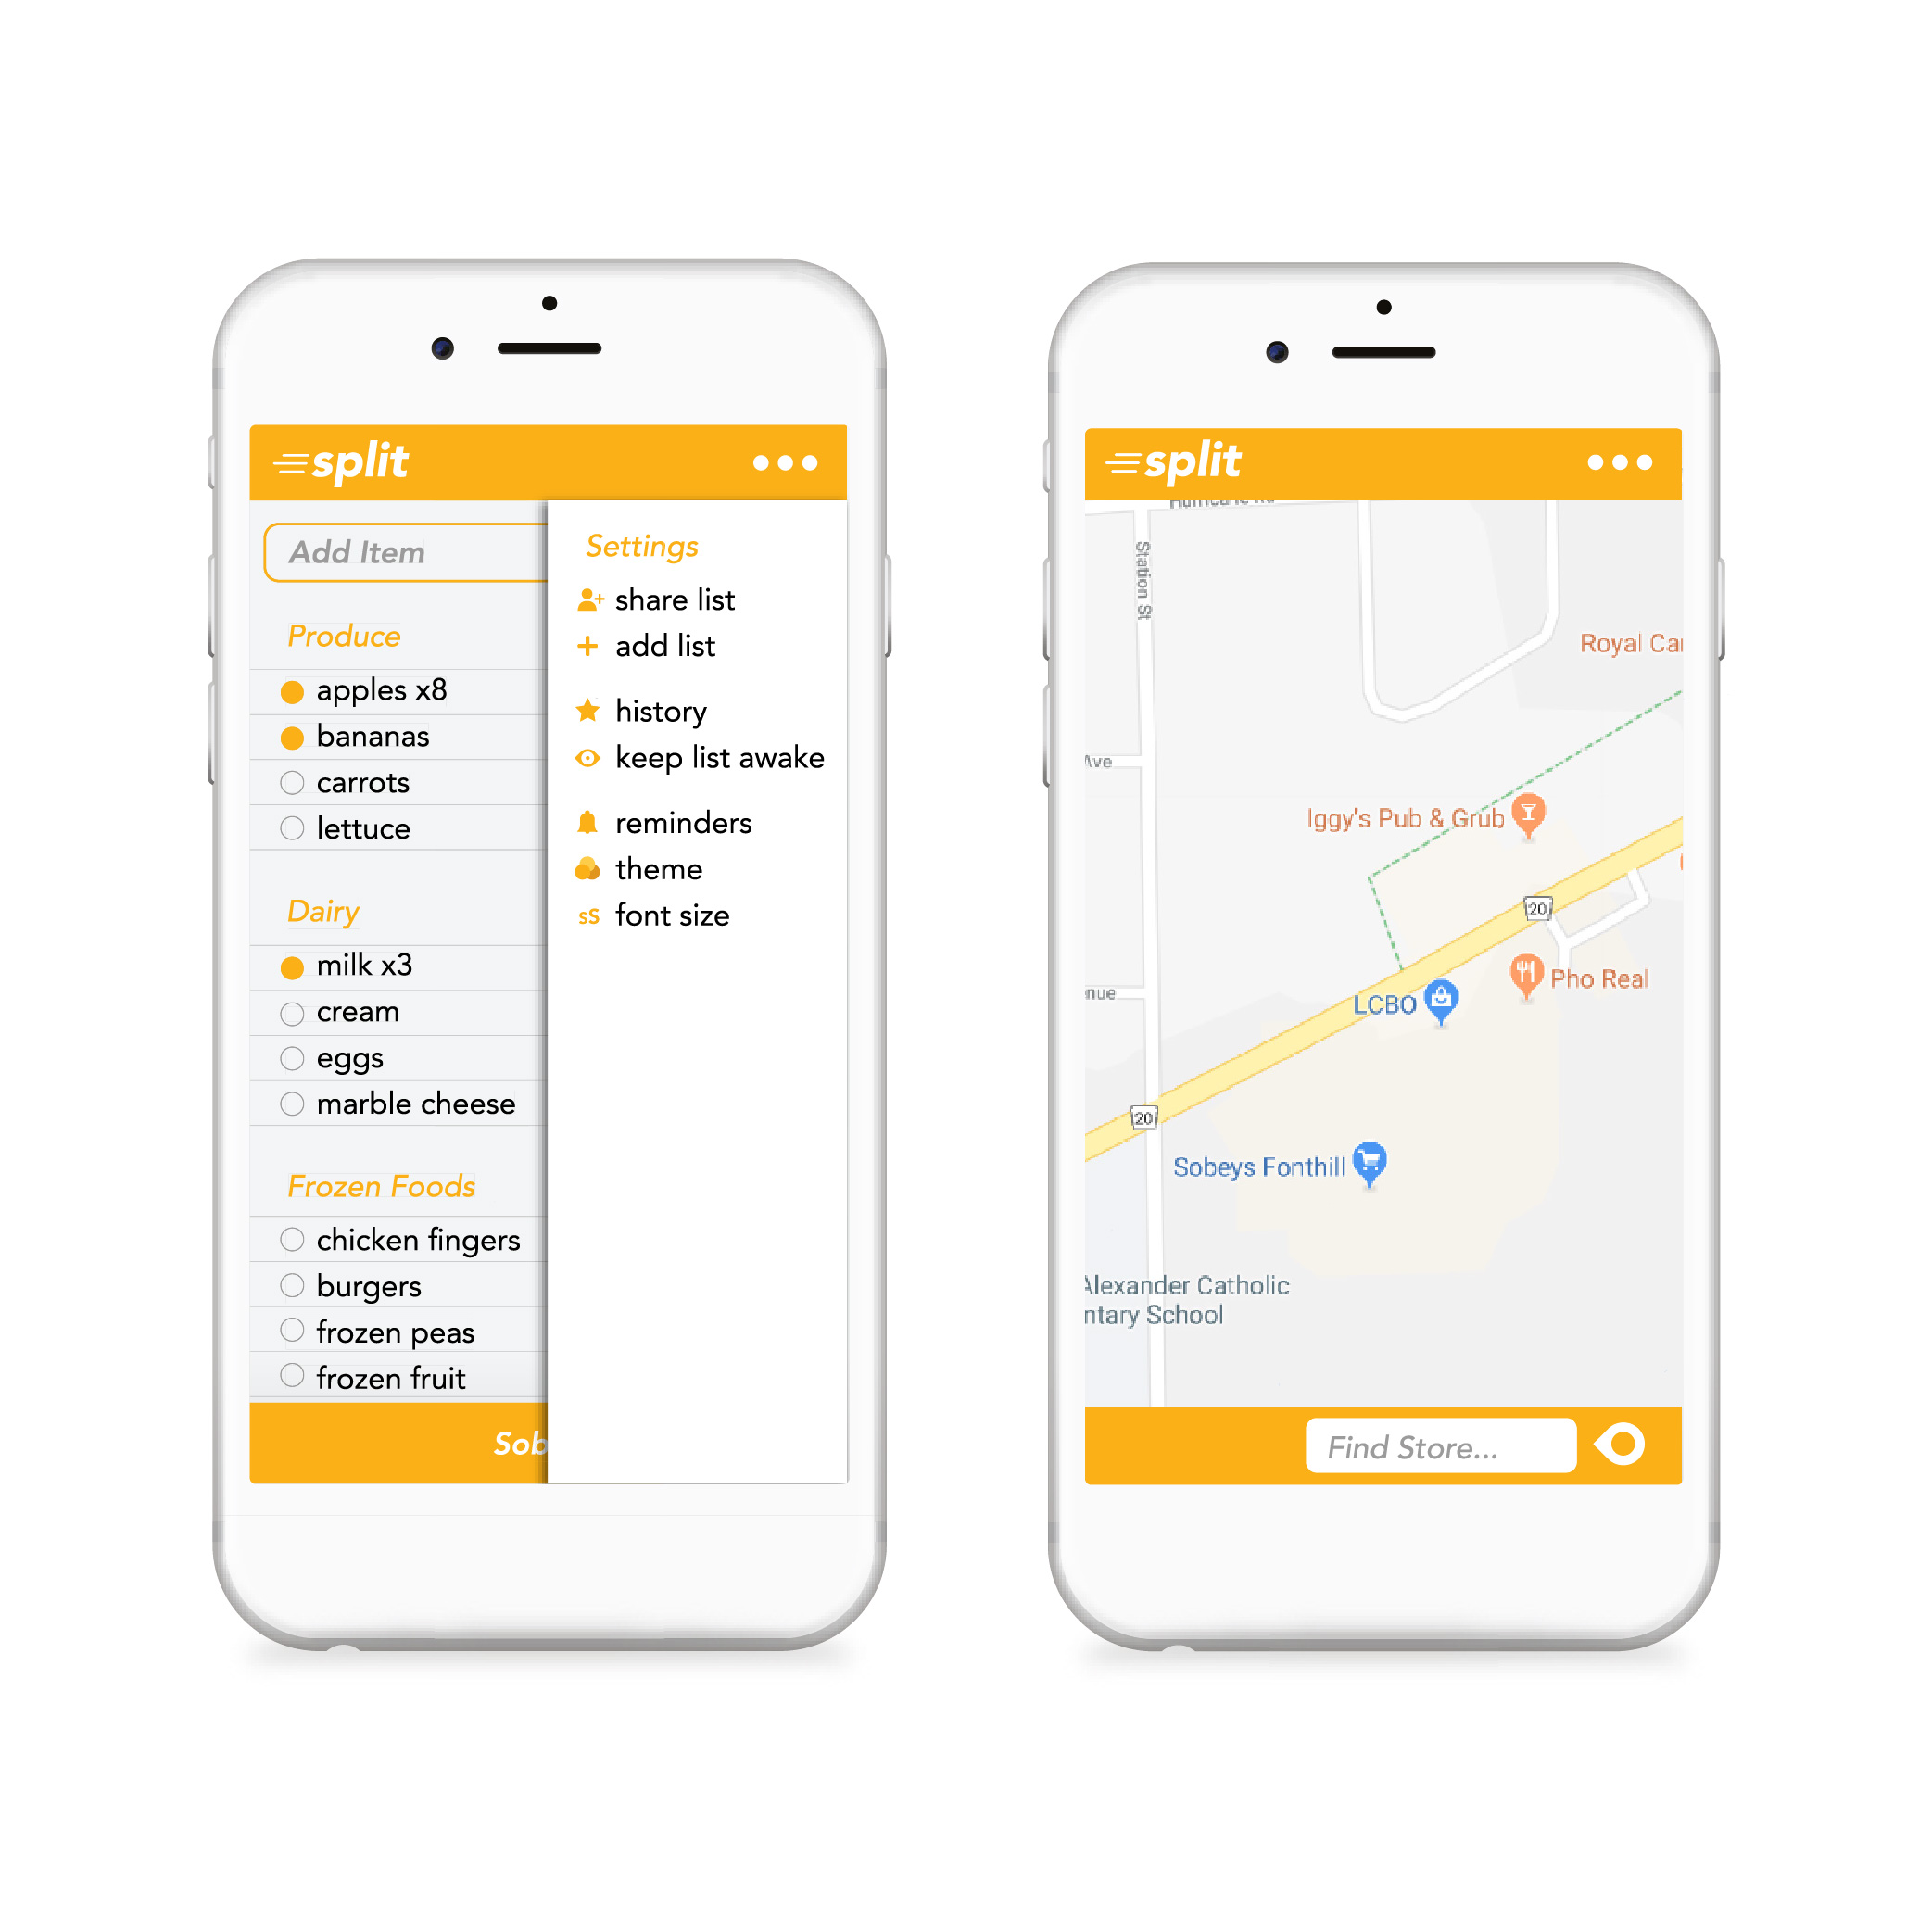 split
Add Item
Produce
apples x8
bananas
carrots
lettuce
Dairy
milk x3
cream
eggs
marble cheese
Frozen Foods
chicken fingers
burgers
frozen peas
frozen fruit
Sob
Settings
share list
add list
history
keep list awake
reminders
theme
sS font size
split
Station St
Royal Car
Ave
Iggy's Pub & Grub
20
Pho Real
nue
LCBO
20
Sobeys Fonthill
Alexander Catholic
ntary School
Find Store...